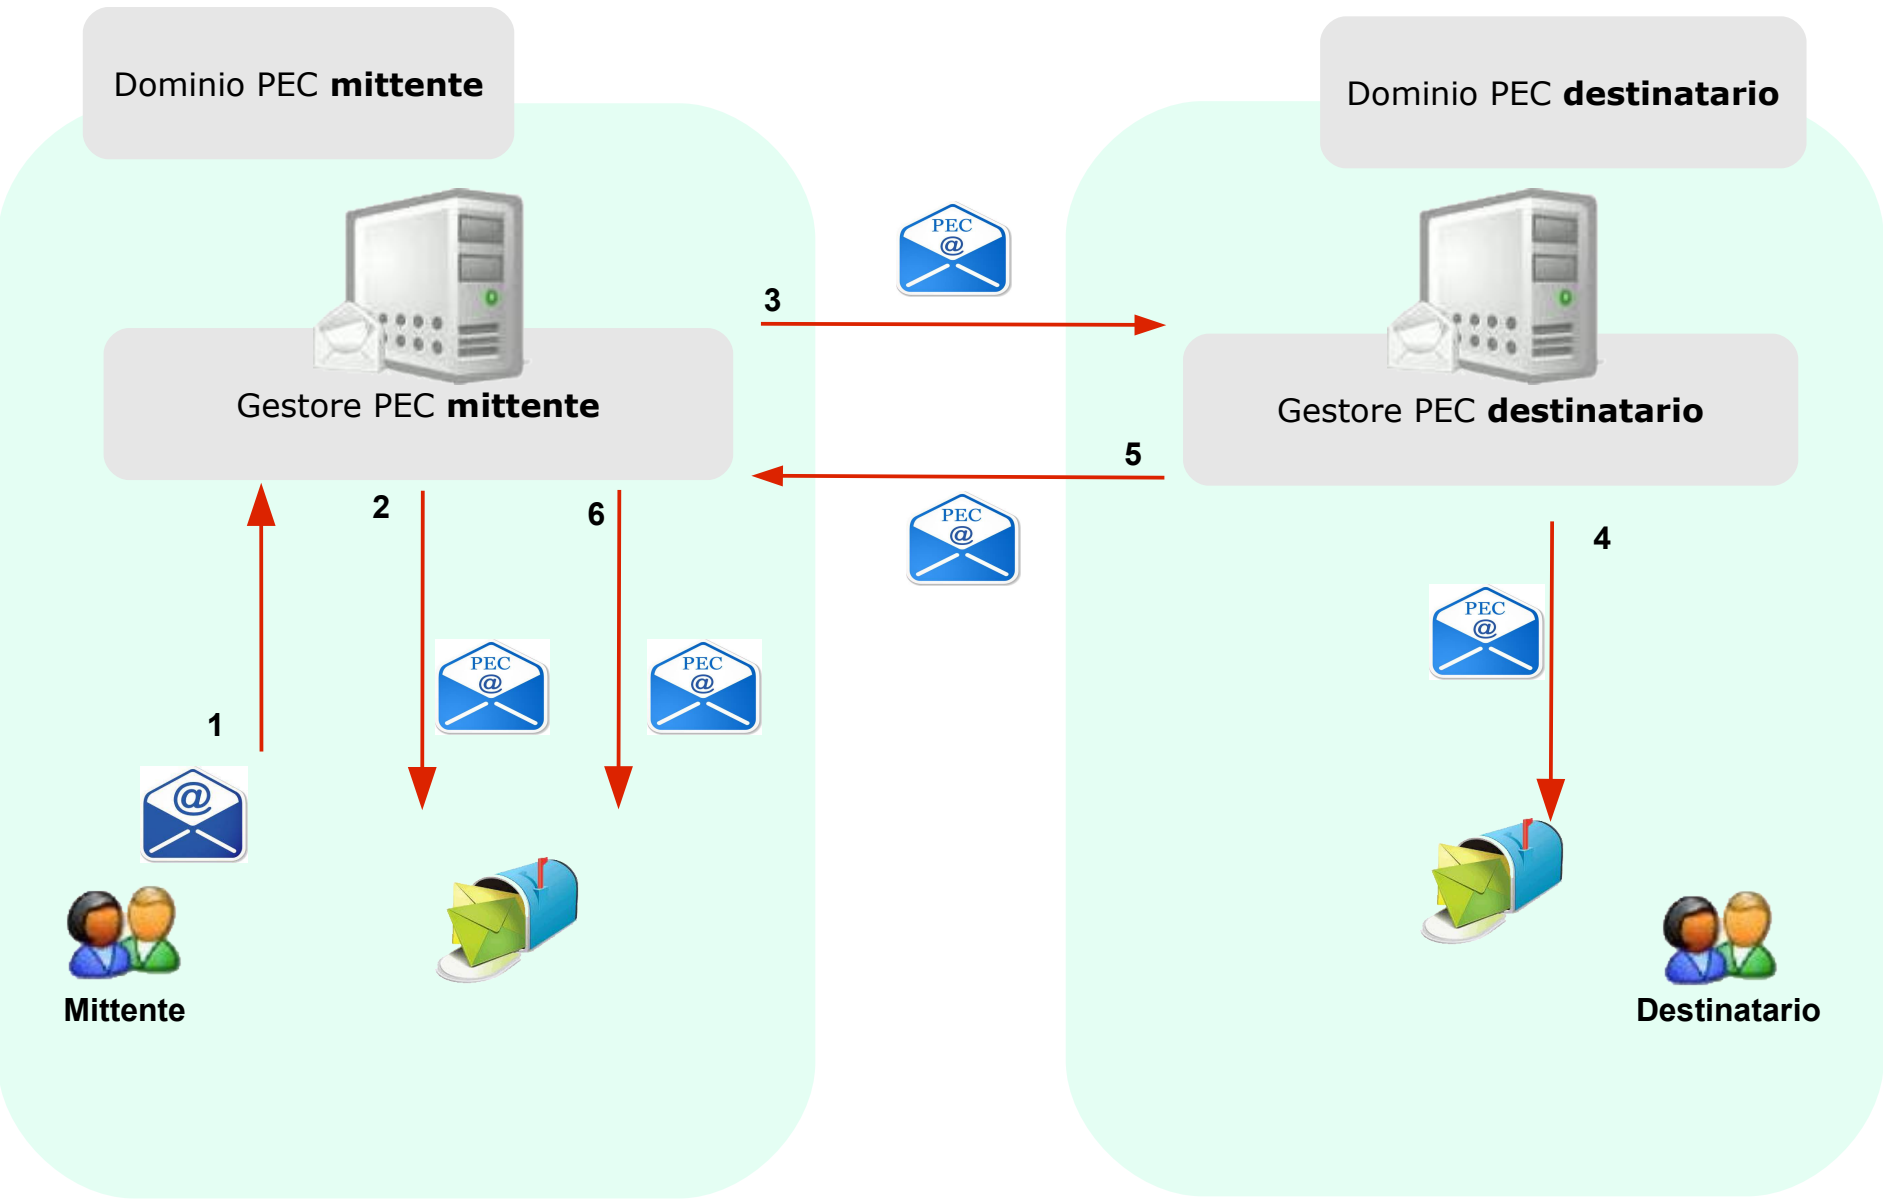 Dominio PEC mittente
Dominio PEC destinatario
PEC
@
3
Gestore PEC mittente
Gestore PEC destinatario
5
2
6
PEC
@
4
PEC
@
PEC
@
PEC
@
1
@
Mittente
Destinatario